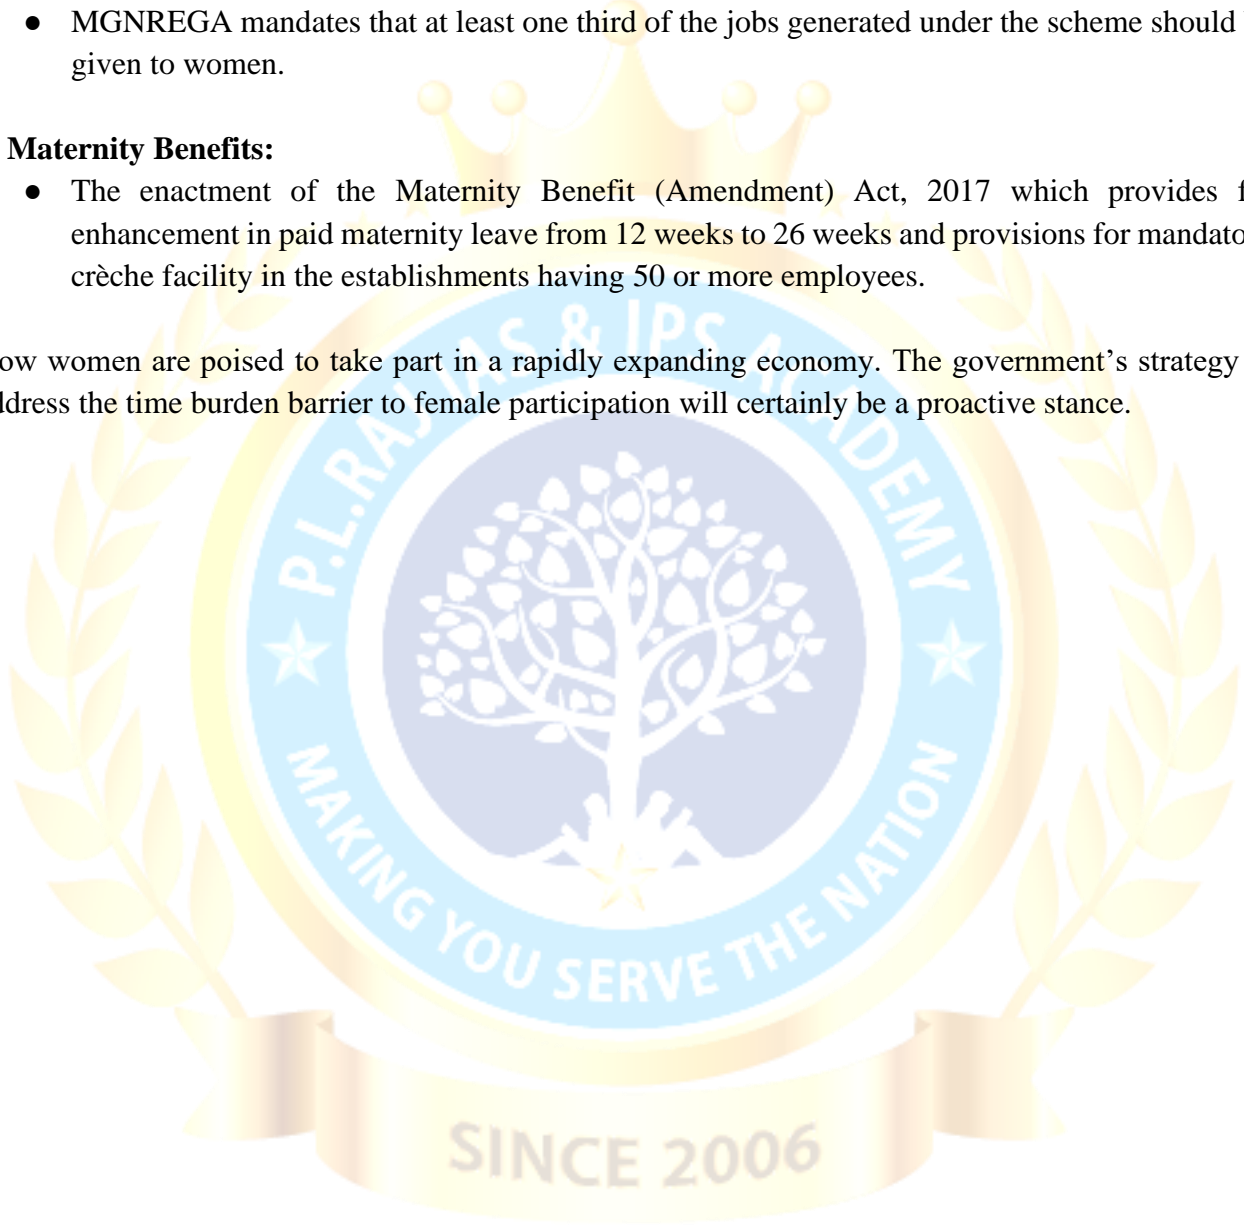 ● MGNREGA mandates that at least one third of the jobs generated under the scheme should
given to women.
Maternity Benefits:
● The enactment of the Maternity Benefit (Amendment) Act, 2017 which provides f
enhancement in paid maternity leave from 12 weeks to 26 weeks and provisions for mandato
crèche facility in the establishments having 50 or more employees.
ow women are poised to take part in a rapidly expanding economy. The government’s strategy
ddress the time burden barrier to female participation will certainly be a proactive stance.
P.L.RAJ IAS & IPS ACADEMY
MAKING YOU SERVE THE NATION
SINCE 2006